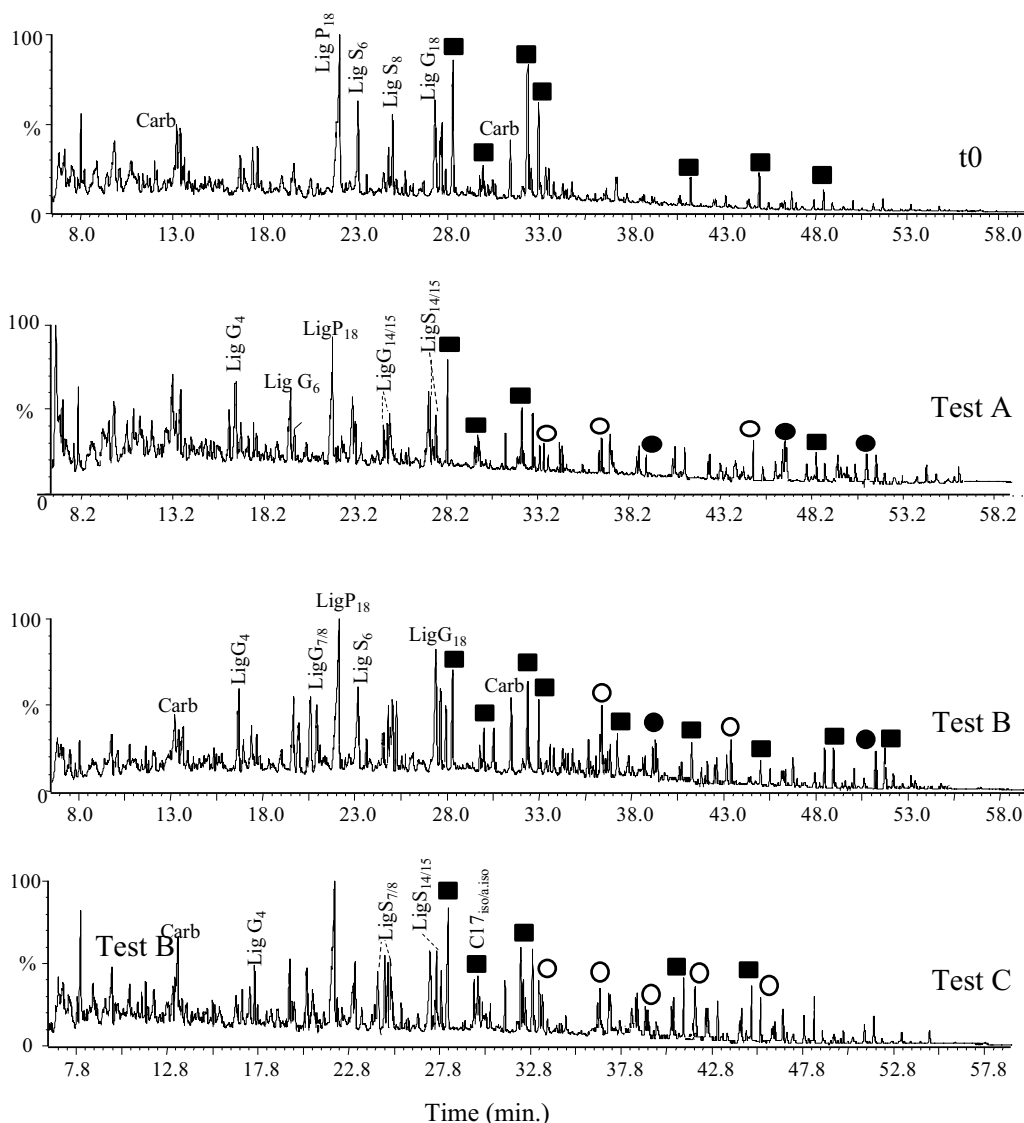 100
%
0
Carb
Lig P18
Lig S6
Lig S8
Lig G18
Carb
t0
8.0 13.0 18.0 23.0 28.0 33.0 38.0 43.0 48.0 53.0 58.0
100
%
0
Lig G4
Lig G6
LigP18
LigG14/15
LigS14/15
Test A
8.2 13.2 18.2 23.2 28.2 33.2 38.2 43.2 48.2 53.2 58.2
100
%
0
Carb
LigG4
LigG7/8
LigP18
Lig S6
LigG18
Carb
Test B
8.0 13.0 18.0 23.0 28.0 33.0 38.0 43.0 48.0 53.0 58.0
100
%
0
Test B
Carb
Lig G4
LigS7/8
LigS14/15
C17iso/a.iso
Test C
7.8 12.8 17.8 22.8 27.8 32.8 37.8 42.8 47.8 52.8 57.8
Time (min.)